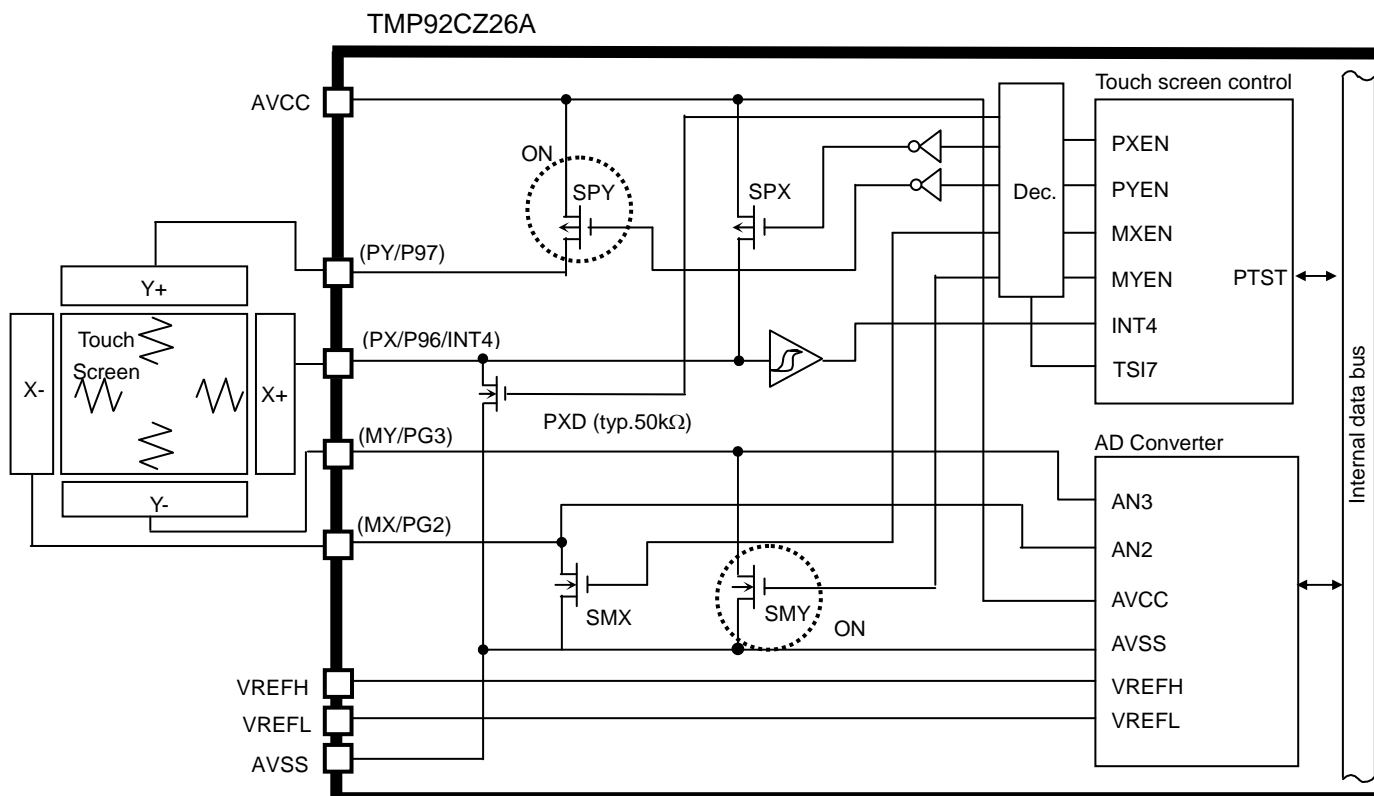 TMP92CZ26A
AVCC
ON
SPY
SPX
Dec.
Touch screen control
PXEN
PYEN
MXEN
MYEN
PTST
INT4
TSI7
Internal data bus
(PY/P97)
Y+
(PX/P96/INT4)
Touch
Screen
X-
X+
PXD (typ.50kΩ)
(MY/PG3)
Y-
(MX/PG2)
SMX
SMY
ON
AD Converter
AN3
AN2
AVCC
AVSS
VREFH
VREFL
VREFH
VREFL
AVSS